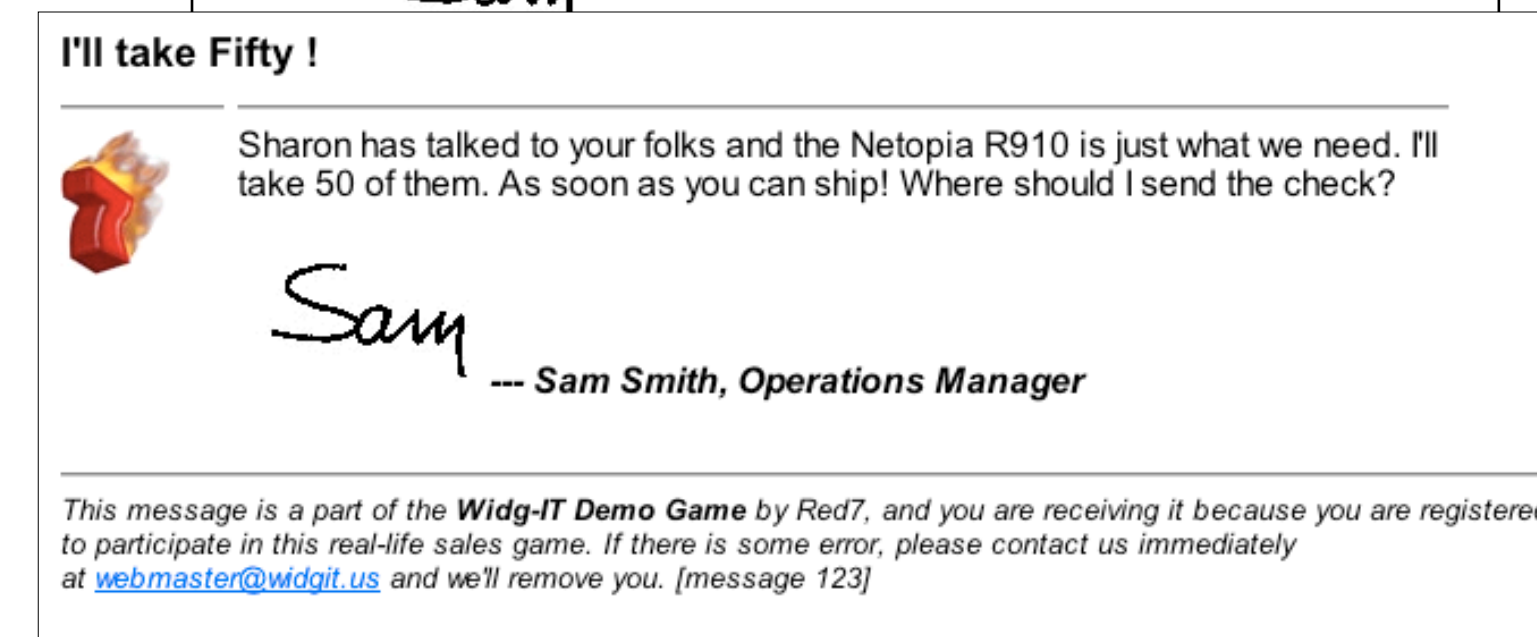 I'll take Fifty !
Sharon has talked to your folks and the Netopia R910 is just what we need. I'll
take 50 of them. As soon as you can ship! Where should I send the check?
Sam
--- Sam Smith, Operations Manager
This message is a part of the Widg-IT Demo Game by Red7, and you are receiving it because you are registered
to participate in this real-life sales game. If there is some error, please contact us immediately
at webmaster@widgit.us and we'll remove you. [message 123]